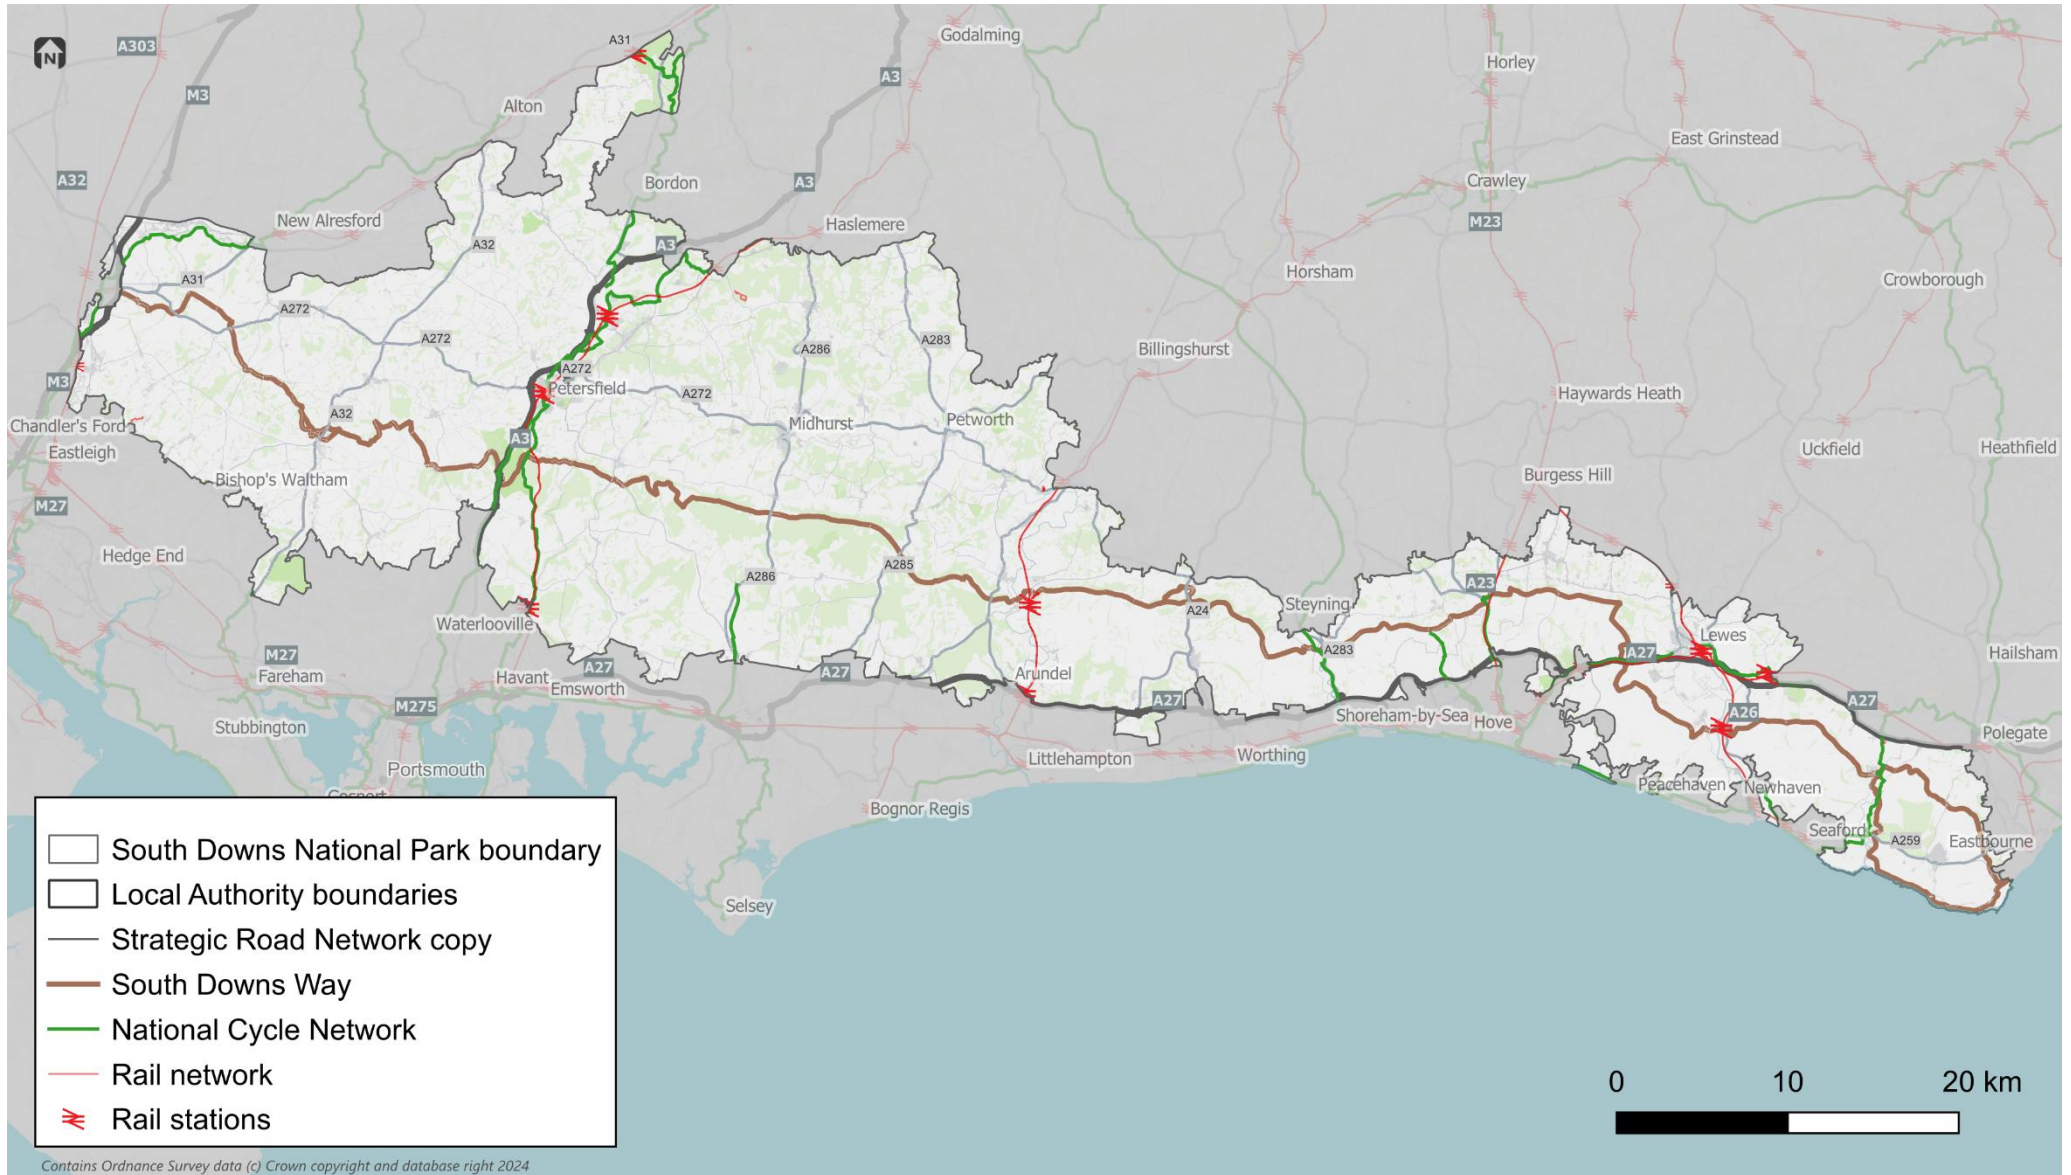 N
A303
M3
A31
Godalming
A3
Horley
Alton
East Grinstead
A32
Bordon
A3
Crawley
M23
New Alresford
Haslemere
A32
A3
Horsham
Crowborough
A31
A272
A272
A286
A283
Billingshurst
M3
A272
Petersfield
A272
Haywards Heath
Chandler's Ford
A32
Midhurst
Petworth
Eastleigh
A3
Uckfield
Heathfield
Bishop's Waltham
Burgess Hill
M27
Hedge End
A285
A286
A23
Steyning
A24
Waterlooville
Lewes
M27
A283
A27
Hailsham
Fareham
Havant
A27
Emsworth
A27
Arundel
A27
A27
M275
Shoreham-by-Sea
Hove
A26
Stubbington
Polegate
Littlehampton
Worthing
Portsmouth
Peacehaven
Newhaven
Gosport
Bognor Regis
Seaford
A259
Eastbourne
Selsey
South Downs National Park boundary
Local Authority boundaries
Strategic Road Network copy
South Downs Way
National Cycle Network
Rail network
Rail stations
0 10 20 km
Contains Ordnance Survey data (c) Crown copyright and database right 2024